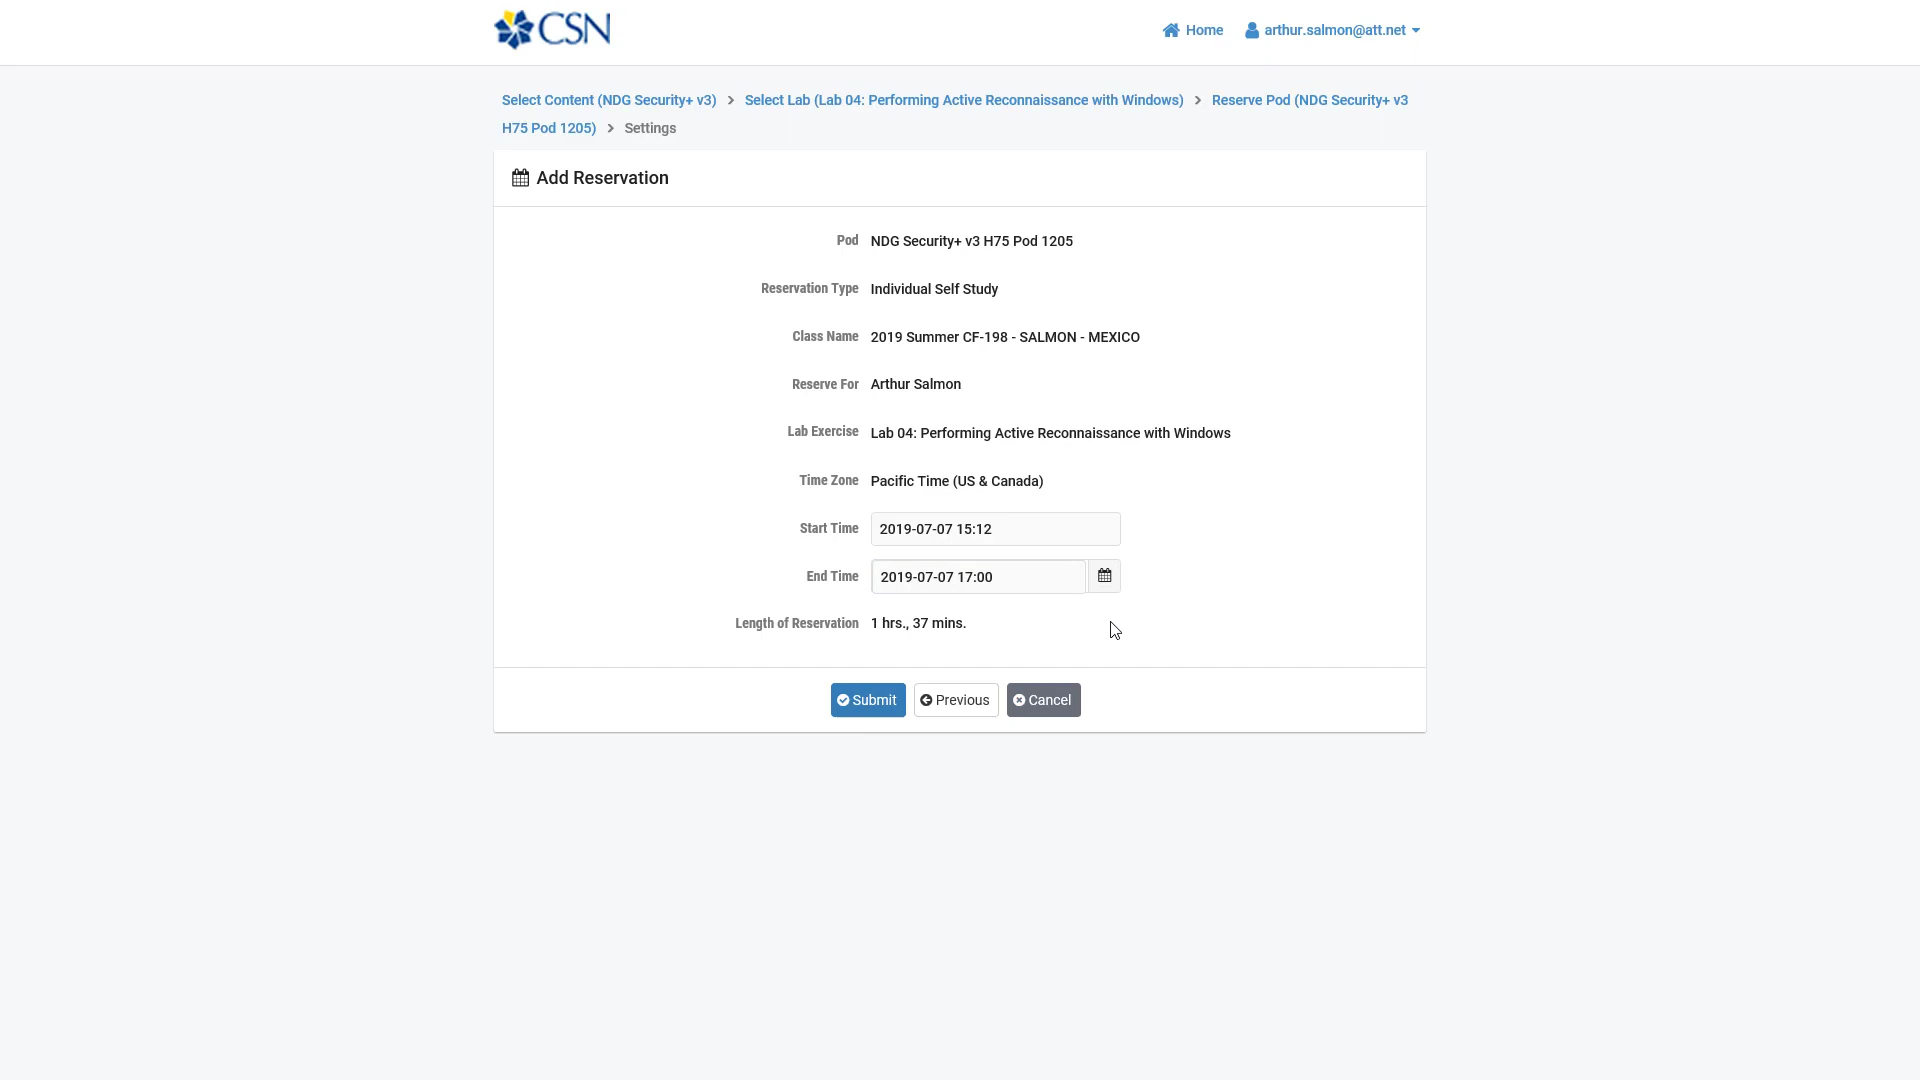 CSN
Home
arthur.salmon@att.net
Select Content (NDG Security+ v3) > Select Lab (Lab 04: Performing Active Reconnaissance with Windows) > Reserve Pod (NDG Security+ v3
H75 Pod 1205) > Settings
Add Reservation
Pod NDG Security+ v3 H75 Pod 1205
Reservation Type Individual Self Study
Class Name 2019 Summer CF-198 - SALMON - MEXICO
Reserve For Arthur Salmon
Lab Exercise Lab 04: Performing Active Reconnaissance with Windows
Time Zone Pacific Time (US & Canada)
Start Time 2019-07-07 15:12
End Time 2019-07-07 17:00
Length of Reservation 1 hrs., 37 mins.
Submit Previous Cancel